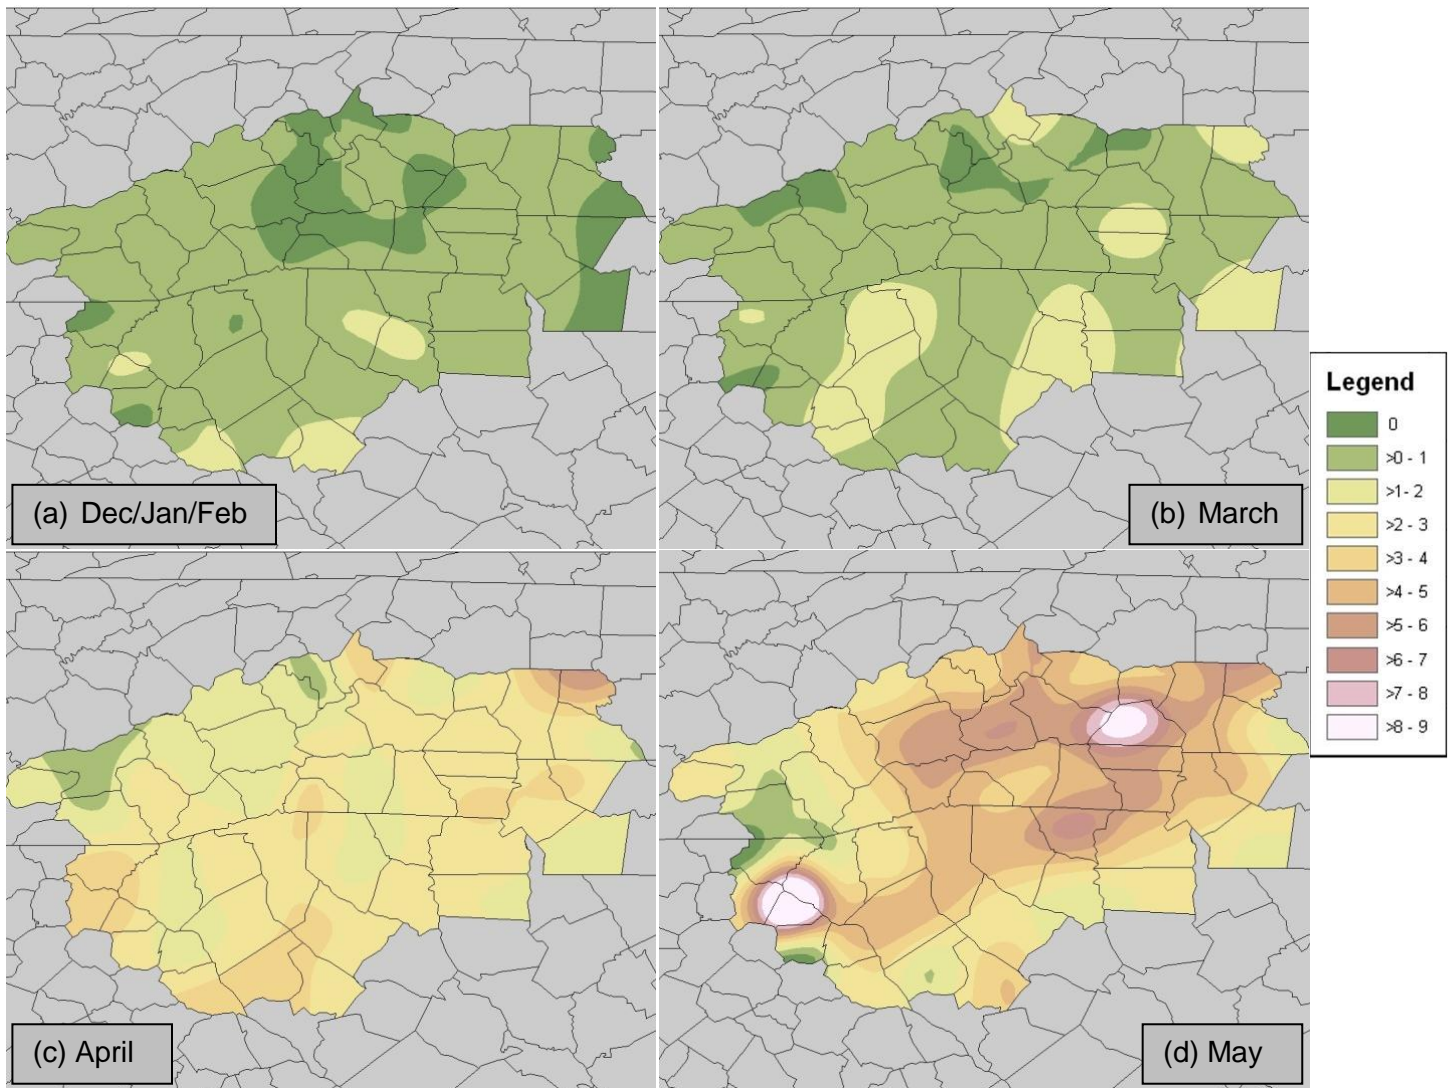 (a) Dec/Jan/Feb
(b) March
Legend
0
>0 - 1
>1 - 2
>2 - 3
>3 - 4
>4 - 5
>5 - 6
>6 - 7
>7 - 8
>8 - 9
(c) April
(d) May